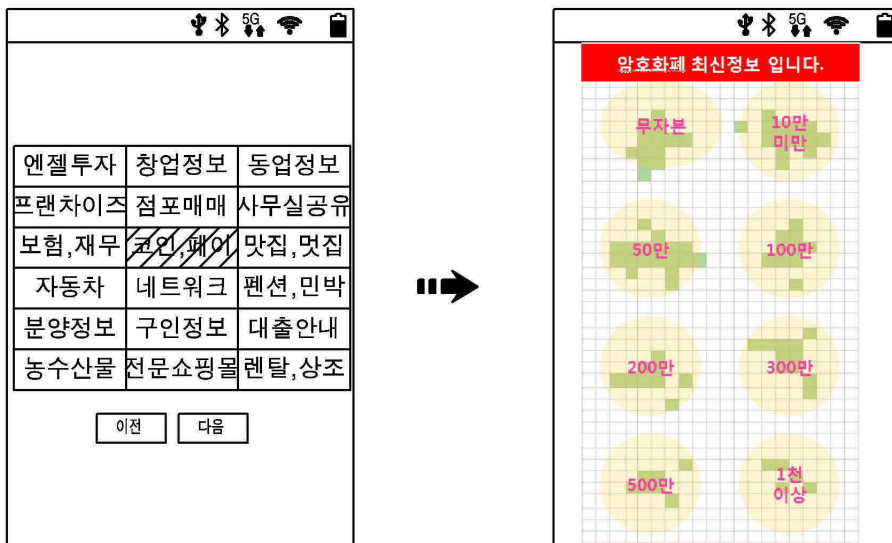 5G
엔젤투자 창업정보 동업정보
프랜차이즈 점포매매 사무실공유
보험,재무 코인,페이 맛집,멋집
자동차 네트워크 펜션,민박
분양정보 구인정보 대출안내
농수산물 전문쇼핑몰 렌탈,상조
이전 다음
5G
암호화폐 최신정보 입니다.
무자본
10만
미만
50만
100만
200만
300만
500만
1천
이상